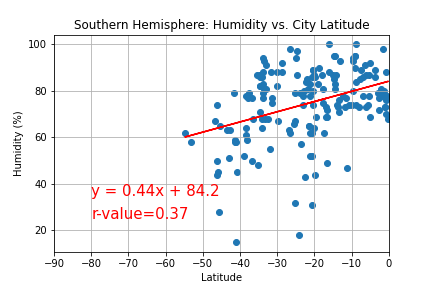 Southern Hemisphere: Humidity vs. City Latitude
Humidity (%)
100
80
60
40
20
y = 0.44x + 84.2
r-value=0.37
−90 −80 −70 −60 −50 −40 −30 −20 −10 0
Latitude